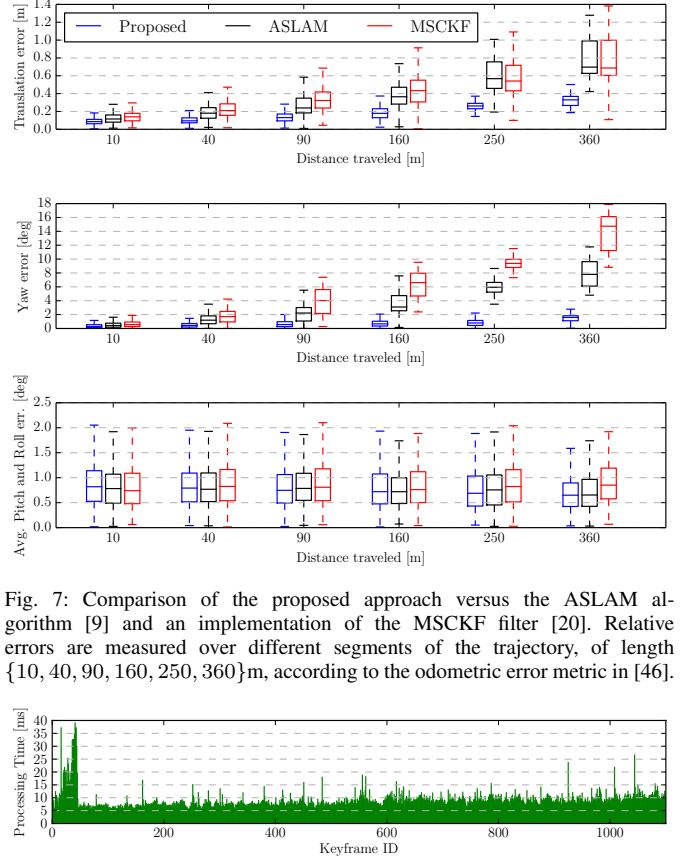 1.4
1.2
1.0
0.8
0.6
0.4
0.2
0.0
Translation error [m]
Proposed ASLAM MSCKF
10 40 90 160 250 360
Distance traveled [m]
18
16
14
12
10
8
6
4
2
0
Yaw error [deg]
10 40 90 160 250 360
Distance traveled [m]
2.5
2.0
1.5
1.0
0.5
0.0
Avg. Pitch and Roll err. [deg]
10 40 90 160 250 360
Distance traveled [m]
Fig. 7: Comparison of the proposed approach versus the ASLAM al-
gorithm [9] and an implementation of the MSCKF filter [20]. Relative
errors are measured over different segments of the trajectory, of length
{10, 40, 90, 160, 250, 360}m, according to the odometric error metric in [46].
40
35
30
25
20
15
10
5
0
Processing Time [ms]
0 200 400 600 800 1000
Keyframe ID